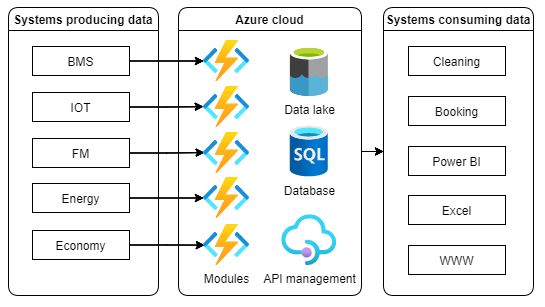 Systems producing data
BMS
IOT
FM
Energy
Economy
Azure cloud
Modules
Data lake
SQL
Database
API management
Systems consuming data
Cleaning
Booking
Power BI
Excel
WWW